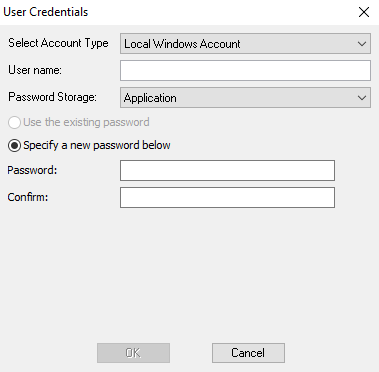 User Credentials
Select Account Type
Local Windows Account
User name:
Password Storage:
Application
Use the existing password
Specify a new password below
Password:
Confirm:
OK
Cancel